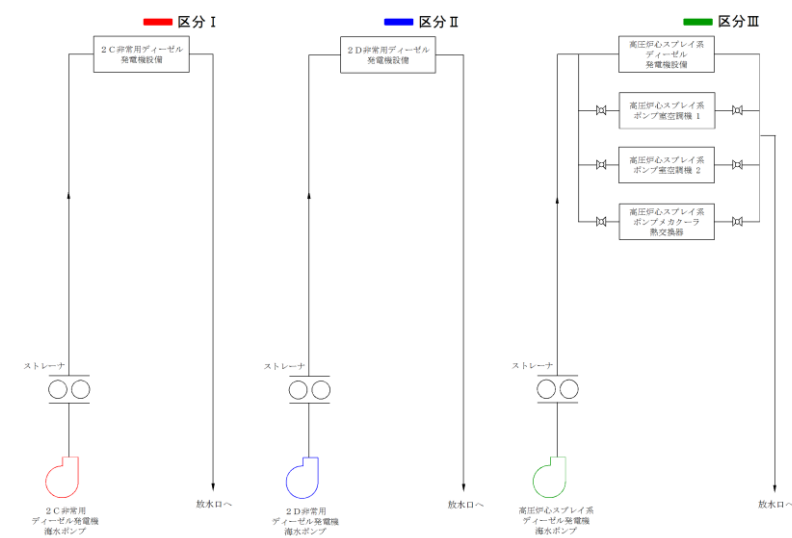 区分Ⅰ
2C非常用ディーゼル
発電機設備
ストレーナ
2C非常用
ディーゼル発電機
海水ポンプ
放水口へ
区分Ⅱ
2D非常用ディーゼル
発電機設備
ストレーナ
2D非常用
ディーゼル発電機
海水ポンプ
放水口へ
区分Ⅲ
高圧炉心スプレイ系
ディーゼル
発電機設備
高圧炉心スプレイ系
ポンプ室空調機 1
高圧炉心スプレイ系
ポンプ室空調機 2
高圧炉心スプレイ系
ポンプメカクーラ
熱交換器
ストレーナ
高圧炉心スプレイ系
ディーゼル発電機
海水ポンプ
放水口へ